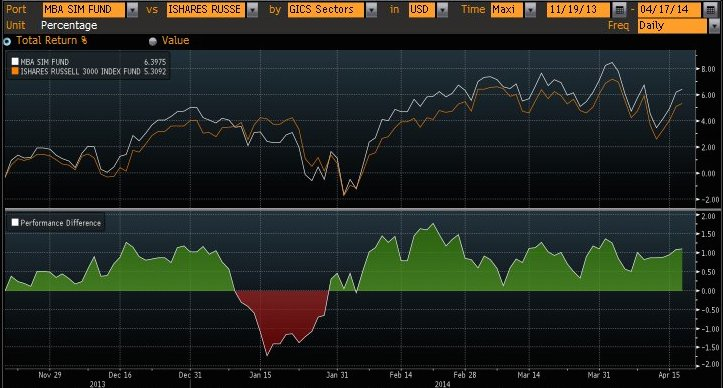 Port MBA SIM FUND vs ISHARES RUSSE by GICS Sectors in USD Time Maxi 11/19/13 - 04/17/14
Unit Percentage Freq Daily
Total Return % Value
MBA SIM FUND 6.3975
ISHARES RUSSELL 3000 INDEX FUND 5.3092
8.00
6.00
4.00
2.00
0.00
-2.00
Performance Difference
2.00
1.50
1.00
0.50
0.00
-0.50
-1.00
-1.50
-2.00
Nov 29 Dec 16 Dec 31 Jan 15 Jan 31 Feb 14 Feb 28 Mar 14 Mar 31 Apr 15
2013 2014